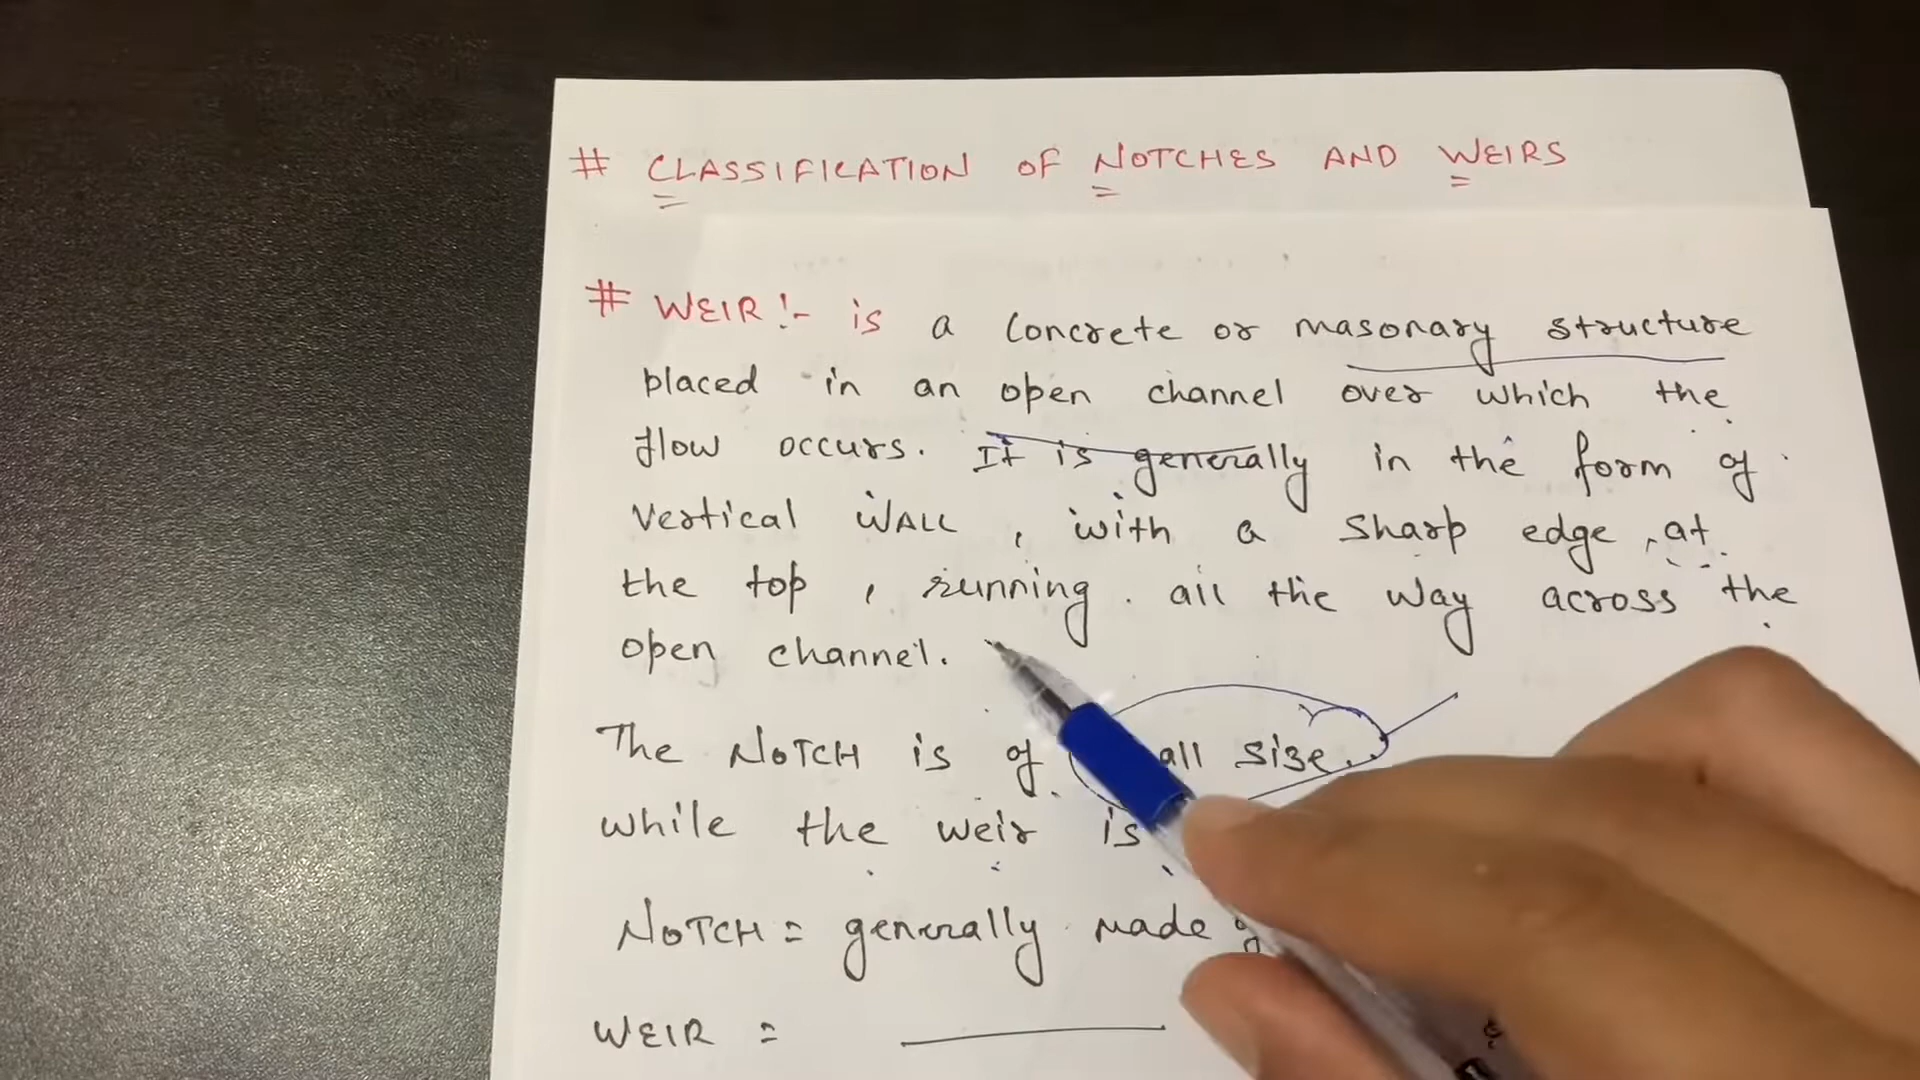 # CLASSIFICATION OF NOTCHES AND WEIRS
# WEIR :- is a concrete or masonary structure
placed in an open channel over which the
flow occurs. It is generally in the form of
vertical WALL , with a sharp edge , at
the top , running all the way across the
open channel.
The NOTCH is of size.
while the weir is
NOTCH = generally made of
WEIR =